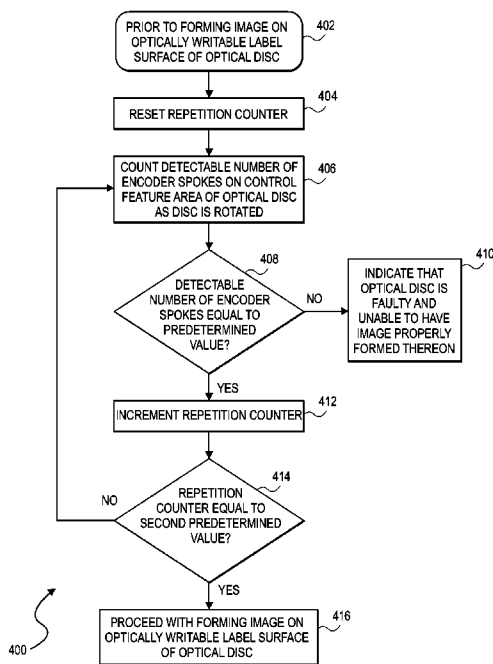 PRIOR TO FORMING IMAGE ON
OPTICALLY WRITABLE LABEL
SURFACE OF OPTICAL DISC
402
404
RESET REPETITION COUNTER
COUNT DETECTABLE NUMBER OF
ENCODER SPOKES ON CONTROL
FEATURE AREA OF OPTICAL DISC
AS DISC IS ROTATED
406
408
DETECTABLE
NUMBER OF ENCODER
SPOKES EQUAL TO
PREDETERMINED
VALUE?
NO
410
INDICATE THAT
OPTICAL DISC IS
FAULTY AND
UNABLE TO HAVE
IMAGE PROPERLY
FORMED THEREON
YES
INCREMENT REPETITION COUNTER
412
NO
414
REPETITION
COUNTER EQUAL TO
SECOND PREDETERMINED
VALUE?
YES
PROCEED WITH FORMING IMAGE ON
OPTICALLY WRITABLE LABEL SURFACE
OF OPTICAL DISC
416
400